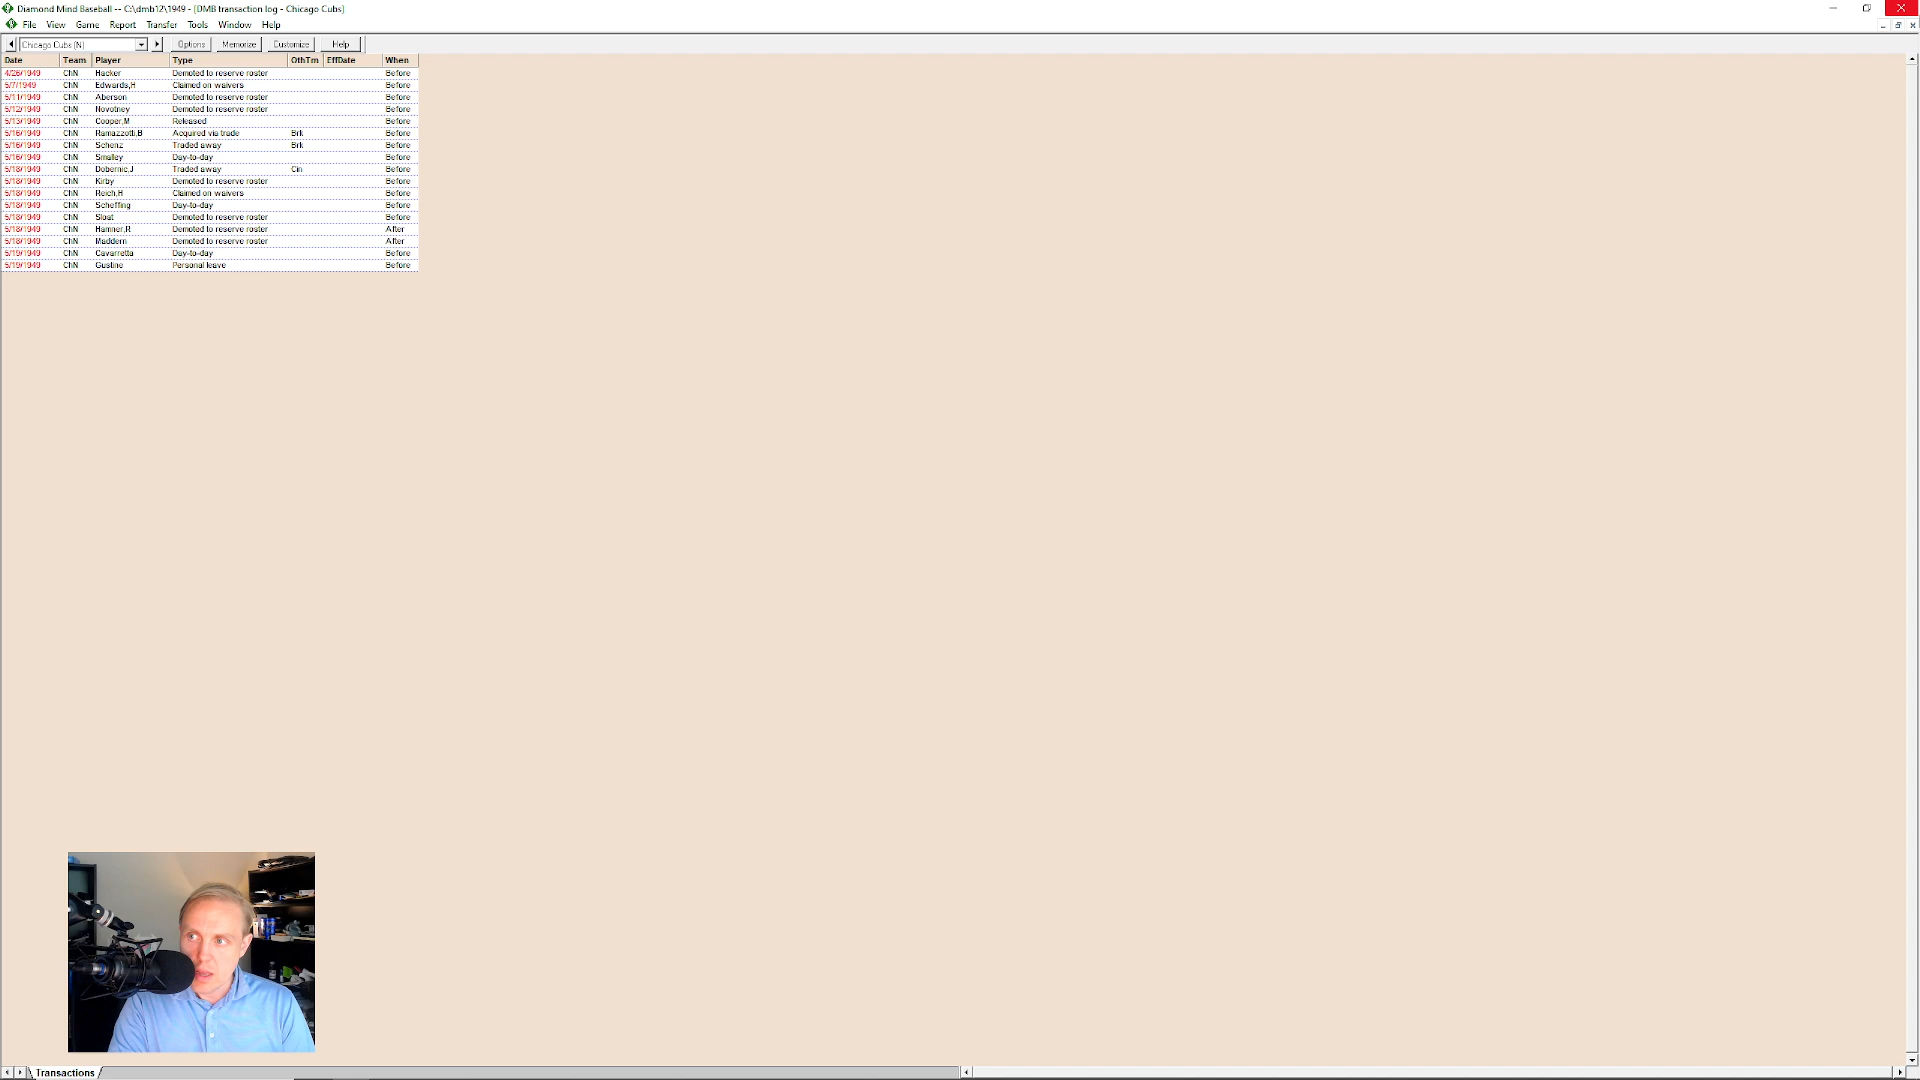 Diamond Mind Baseball -- C:\dmb12\1949 - [DMB transaction log - Chicago Cubs]
File View Game Report Transfer Tools Window Help
Chicago Cubs (N) Options Memorize Customize Help
Date Team Player Type OthTm EffDate When
4/26/1949 ChN Hacker Demoted to reserve roster Before
5/7/1949 ChN Edwards,H Claimed on waivers Before
5/11/1949 ChN Aberson Demoted to reserve roster Before
5/12/1949 ChN Novotney Demoted to reserve roster Before
5/13/1949 ChN Cooper,M Released Before
5/16/1949 ChN Ramazzotti,B Acquired via trade Brk Before
5/16/1949 ChN Schenz Traded away Brk Before
5/16/1949 ChN Smalley Day-to-day Before
5/18/1949 ChN Dobernic,J Traded away Cin Before
5/18/1949 ChN Kirby Demoted to reserve roster Before
5/18/1949 ChN Reich,H Claimed on waivers Before
5/18/1949 ChN Scheffing Day-to-day Before
5/18/1949 ChN Sloat Demoted to reserve roster Before
5/18/1949 ChN Hamner,R Demoted to reserve roster After
5/18/1949 ChN Maddern Demoted to reserve roster After
5/19/1949 ChN Cavarretta Day-to-day Before
5/19/1949 ChN Gustine Personal leave Before
Transactions